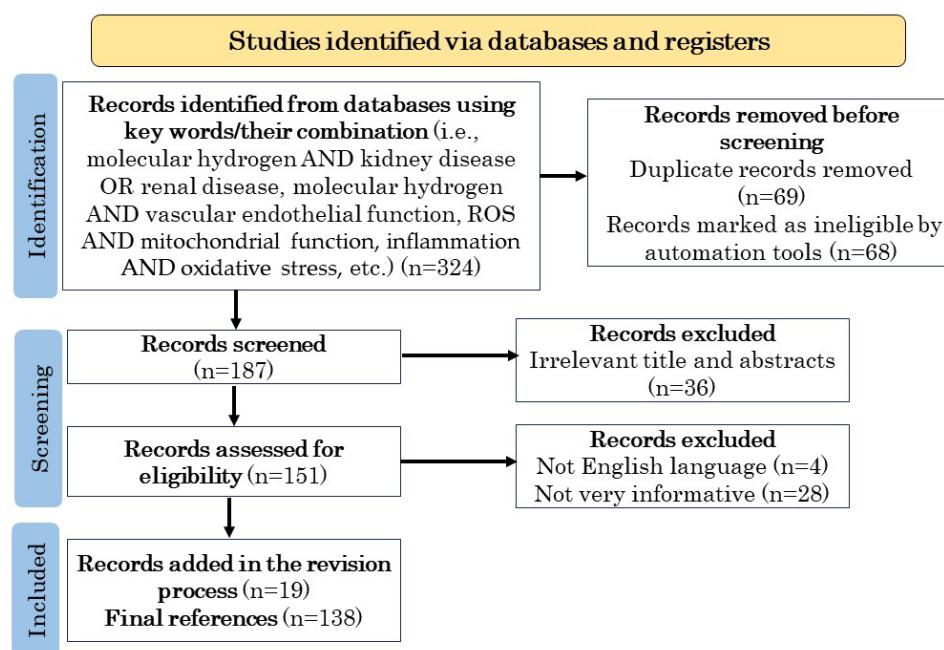 Studies identified via databases and registers
Identification
Records identified from databases using
key words/their combination (i.e.,
molecular hydrogen AND kidney disease
OR renal disease, molecular hydrogen
AND vascular endothelial function, ROS
AND mitochondrial function, inflammation
AND oxidative stress, etc.) (n=324)
Records removed before
screening
Duplicate records removed
(n=69)
Records marked as ineligible by
automation tools (n=68)
Screening
Records screened
(n=187)
Records excluded
Irrelevant title and abstracts
(n=36)
Records assessed for
eligibility (n=151)
Records excluded
Not English language (n=4)
Not very informative (n=28)
Included
Records added in the revision
process (n=19)
Final references (n=138)